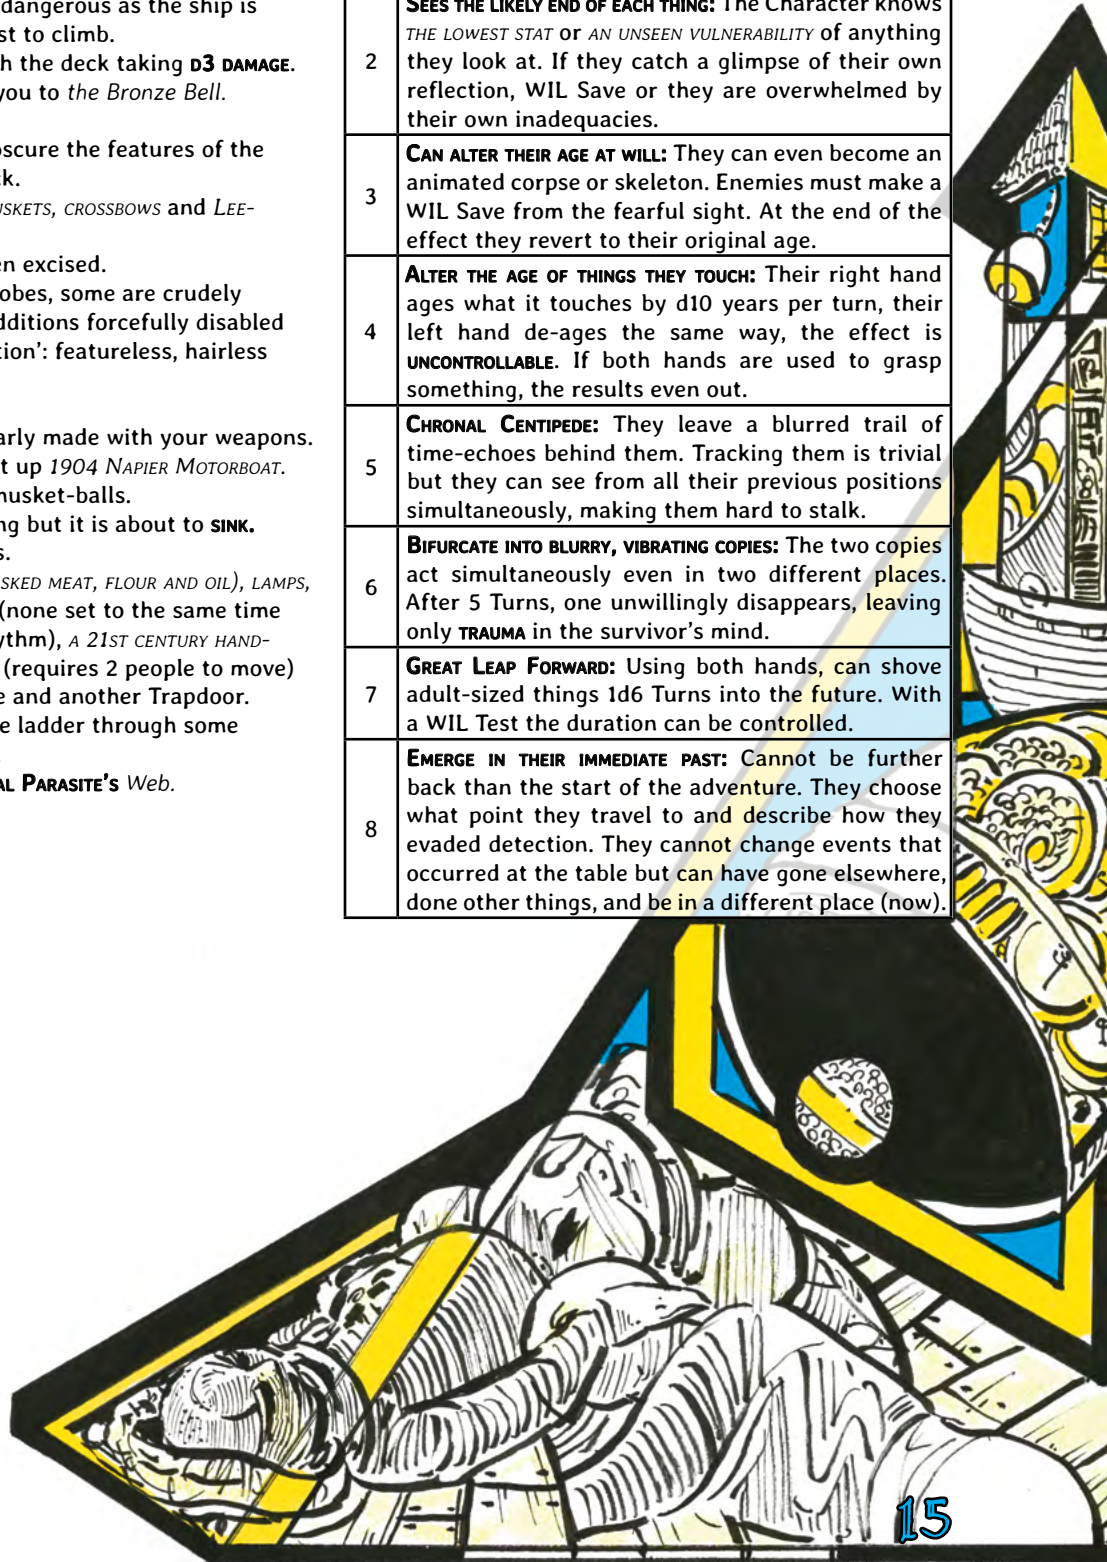 dangerous as the ship is
st to climb.
h the deck taking D3 DAMAGE.
you to the Bronze Bell.
oscure the features of the
ck.
USKETS, CROSSBOWS and LEE-
en excised.
obes, some are crudely
dditions forcefully disabled
tion': featureless, hairless
arly made with your weapons.
t up 1904 NAPIER MOTORBOAT.
musket-balls.
ng but it is about to SINK.
s.
ASKED MEAT, FLOUR AND OIL), LAMPS,
(none set to the same time
ythm), A 21ST CENTURY HAND-
(requires 2 people to move)
e and another Trapdoor.
e ladder through some
AL PARASITE'S Web.
SEES THE LIKELY END OF EACH THING: The Character knows
THE LOWEST STAT or AN UNSEEN VULNERABILITY of anything
2 they look at. If they catch a glimpse of their own
reflection, WIL Save or they are overwhelmed by
their own inadequacies.
CAN ALTER THEIR AGE AT WILL: They can even become an
3 animated corpse or skeleton. Enemies must make a
WIL Save from the fearful sight. At the end of the
effect they revert to their original age.
ALTER THE AGE OF THINGS THEY TOUCH: Their right hand
ages what it touches by d10 years per turn, their
4 left hand de-ages the same way, the effect is
UNCONTROLLABLE. If both hands are used to grasp
something, the results even out.
CHRONAL CENTIPEDE: They leave a blurred trail of
5 time-echoes behind them. Tracking them is trivial
but they can see from all their previous positions
simultaneously, making them hard to stalk.
BIFURCATE INTO BLURRY, VIBRATING COPIES: The two copies
6 act simultaneously even in two different places.
After 5 Turns, one unwillingly disappears, leaving
only TRAUMA in the survivor's mind.
GREAT LEAP FORWARD: Using both hands, can shove
7 adult-sized things 1d6 Turns into the future. With
a WIL Test the duration can be controlled.
EMERGE IN THEIR IMMEDIATE PAST: Cannot be further
back than the start of the adventure. They choose
8 what point they travel to and describe how they
evaded detection. They cannot change events that
occurred at the table but can have gone elsewhere,
done other things, and be in a different place (now).
15